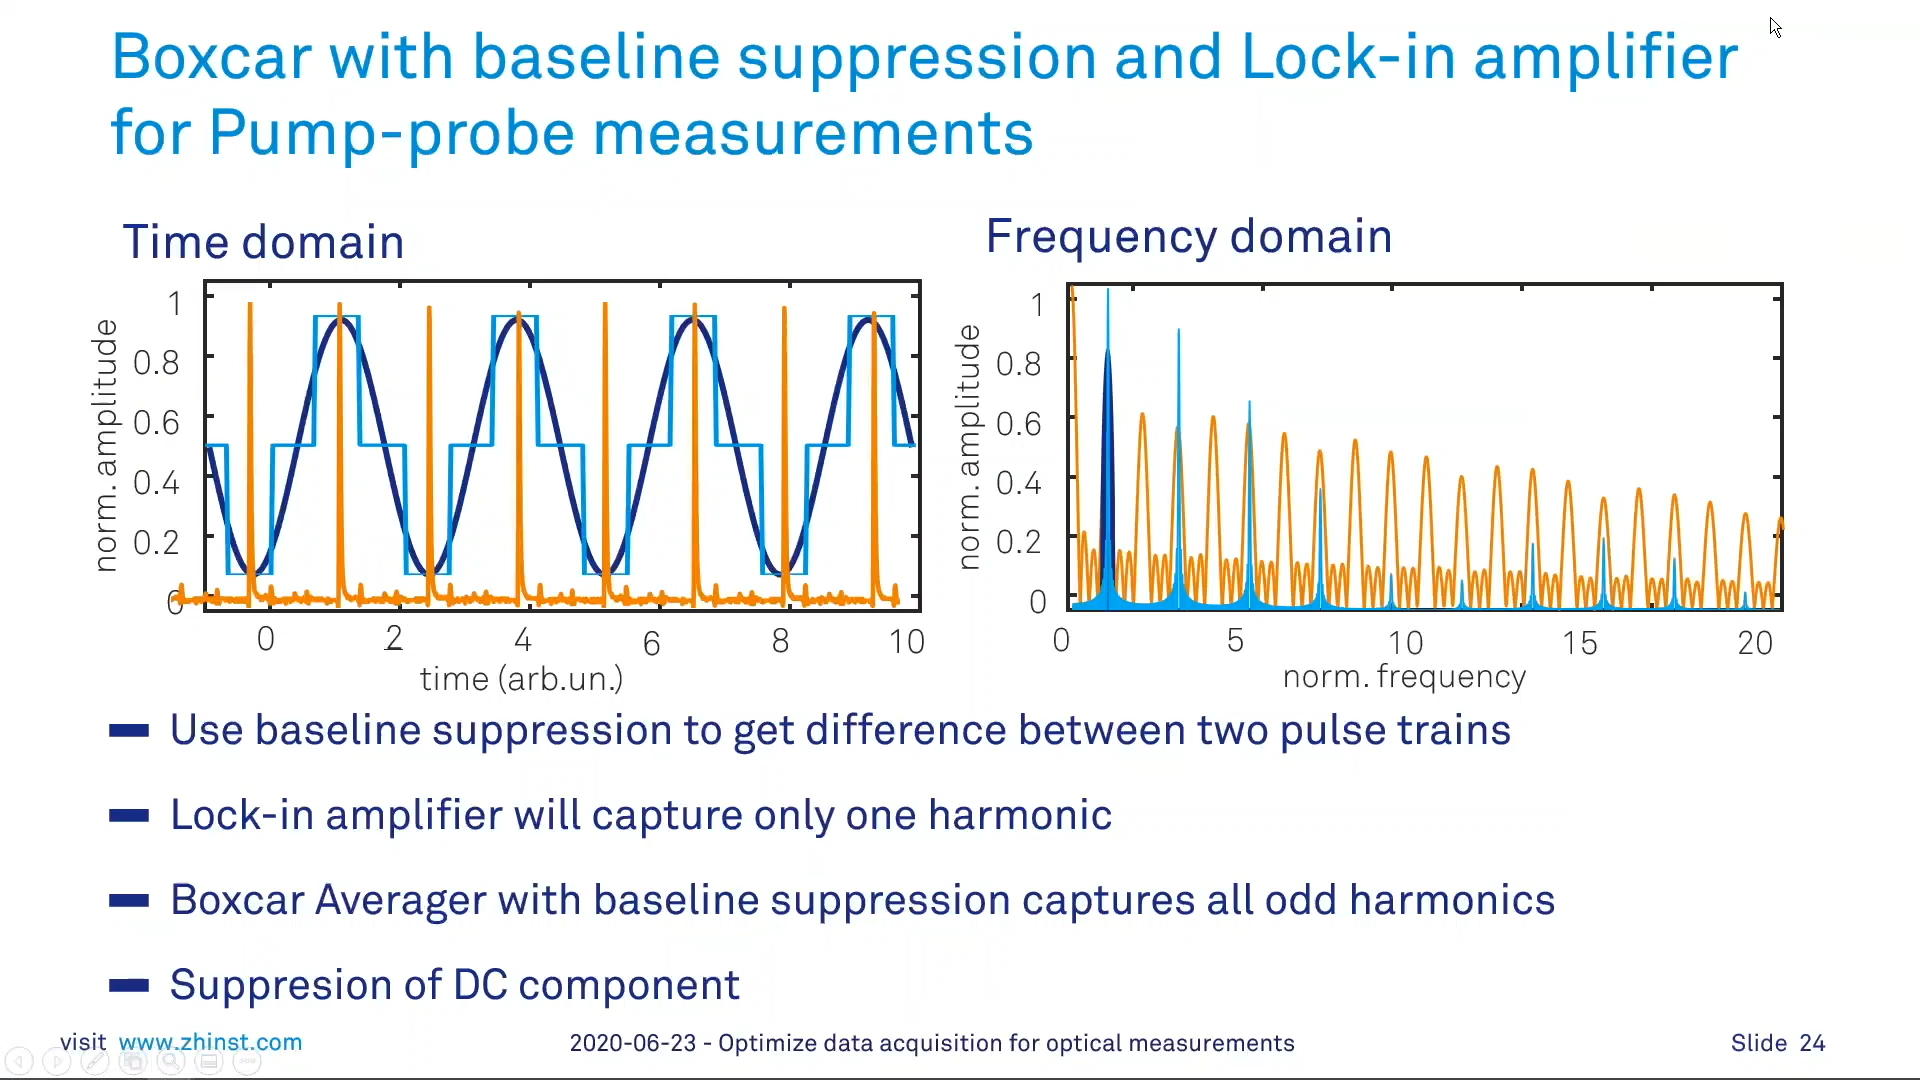 Boxcar with baseline suppression and Lock-in amplifier
for Pump-probe measurements
Time domain
norm. amplitude
1
0.8
0.6
0.4
0.2
0
0 2 4 6 8 10
time (arb.un.)
Frequency domain
norm. amplitude
1
0.8
0.6
0.4
0.2
0
0 5 10 15 20
norm. frequency
Use baseline suppression to get difference between two pulse trains
Lock-in amplifier will capture only one harmonic
Boxcar Averager with baseline suppression captures all odd harmonics
Suppresion of DC component
visit www.zhinst.com
2020-06-23 - Optimize data acquisition for optical measurements
Slide 24